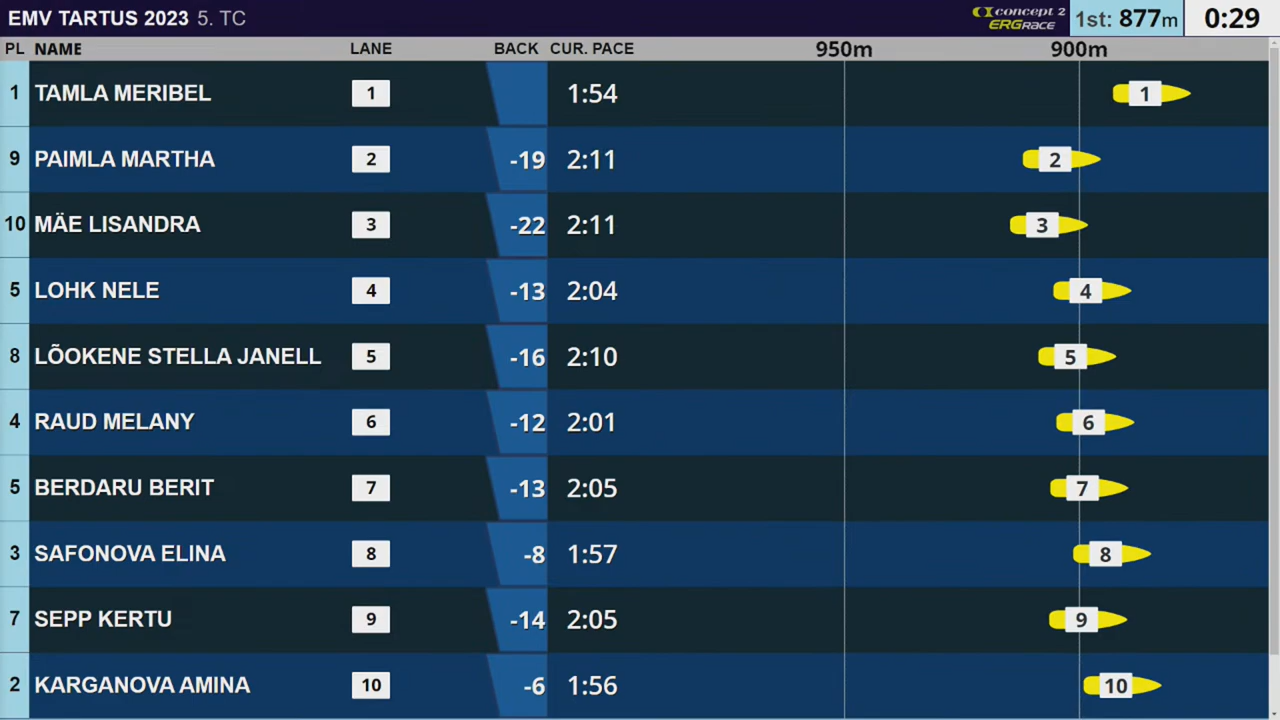 EMV TARTUS 2023 5. TC concept 2 ERGRACE 1st: 877m 0:29
PL NAME LANE BACK CUR. PACE 950m 900m
1 TAMLA MERIBEL 1 1:54 1
9 PAIMLA MARTHA 2 -19 2:11 2
10 MÄE LISANDRA 3 -22 2:11 3
5 LOHK NELE 4 -13 2:04 4
8 LÕOKENE STELLA JANELL 5 -16 2:10 5
4 RAUD MELANY 6 -12 2:01 6
5 BERDARU BERIT 7 -13 2:05 7
3 SAFONOVA ELINA 8 -8 1:57 8
7 SEPP KERTU 9 -14 2:05 9
2 KARGANOVA AMINA 10 -6 1:56 10